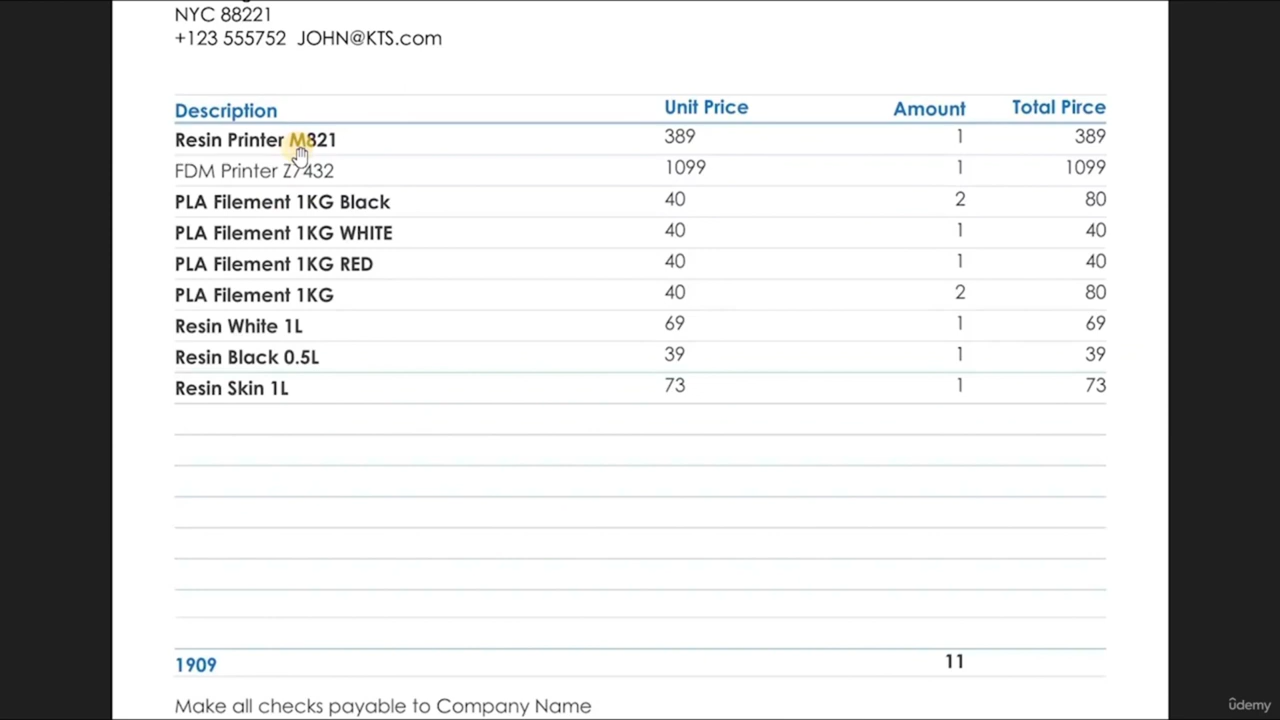 NYC 88221
+123 555752 JOHN@KTS.com
Description Unit Price Amount Total Pirce
Resin Printer M821 389 1 389
FDM Printer Z7432 1099 1 1099
PLA Filement 1KG Black 40 2 80
PLA Filement 1KG WHITE 40 1 40
PLA Filement 1KG RED 40 1 40
PLA Filement 1KG 40 2 80
Resin White 1L 69 1 69
Resin Black 0.5L 39 1 39
Resin Skin 1L 73 1 73
1909 11
Make all checks payable to Company Name
ûdemy